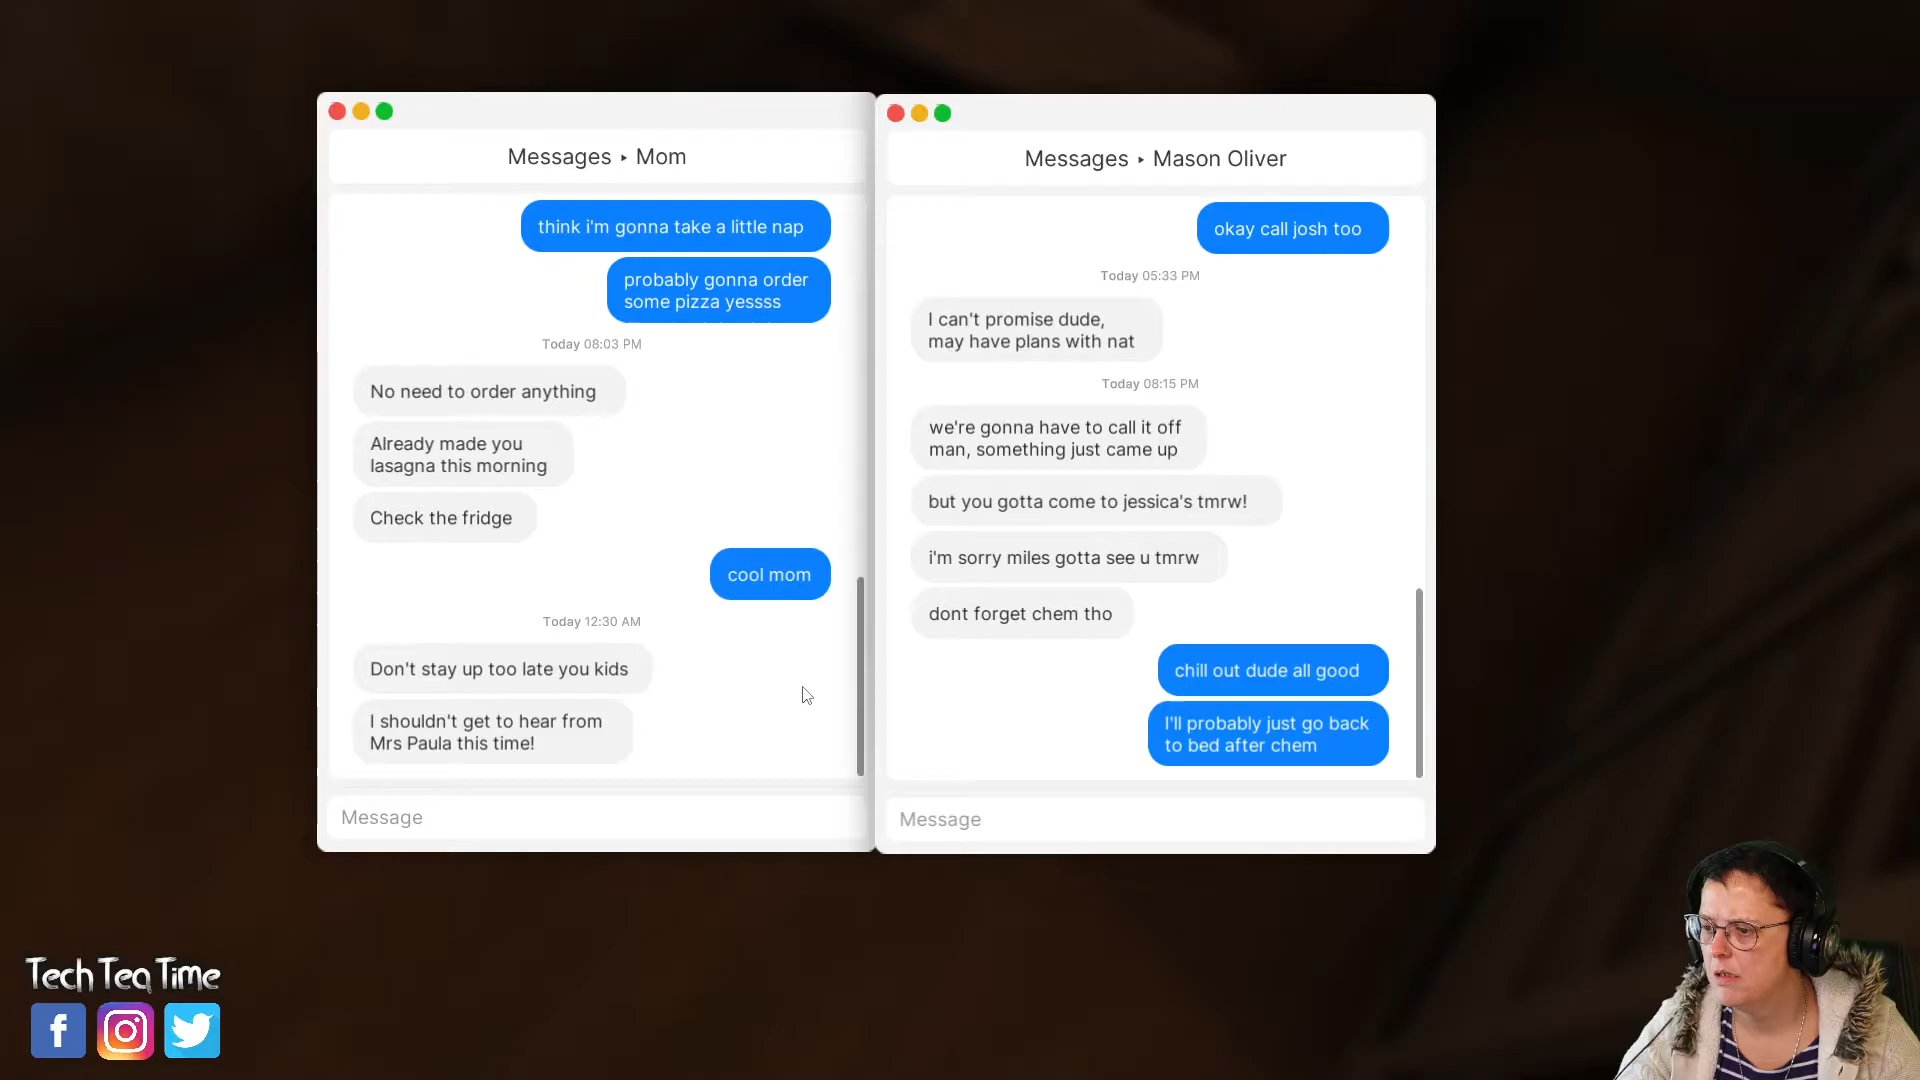 Messages ‣ Mom
think i'm gonna take a little nap
probably gonna order
some pizza yessss
Today 08:03 PM
No need to order anything
Already made you
lasagna this morning
Check the fridge
cool mom
Today 12:30 AM
Don't stay up too late you kids
I shouldn't get to hear from
Mrs Paula this time!
Message
Messages ‣ Mason Oliver
okay call josh too
Today 05:33 PM
I can't promise dude,
may have plans with nat
Today 08:15 PM
we're gonna have to call it off
man, something just came up
but you gotta come to jessica's tmrw!
i'm sorry miles gotta see u tmrw
dont forget chem tho
chill out dude all good
I'll probably just go back
to bed after chem
Message
Tech Tea Time
f